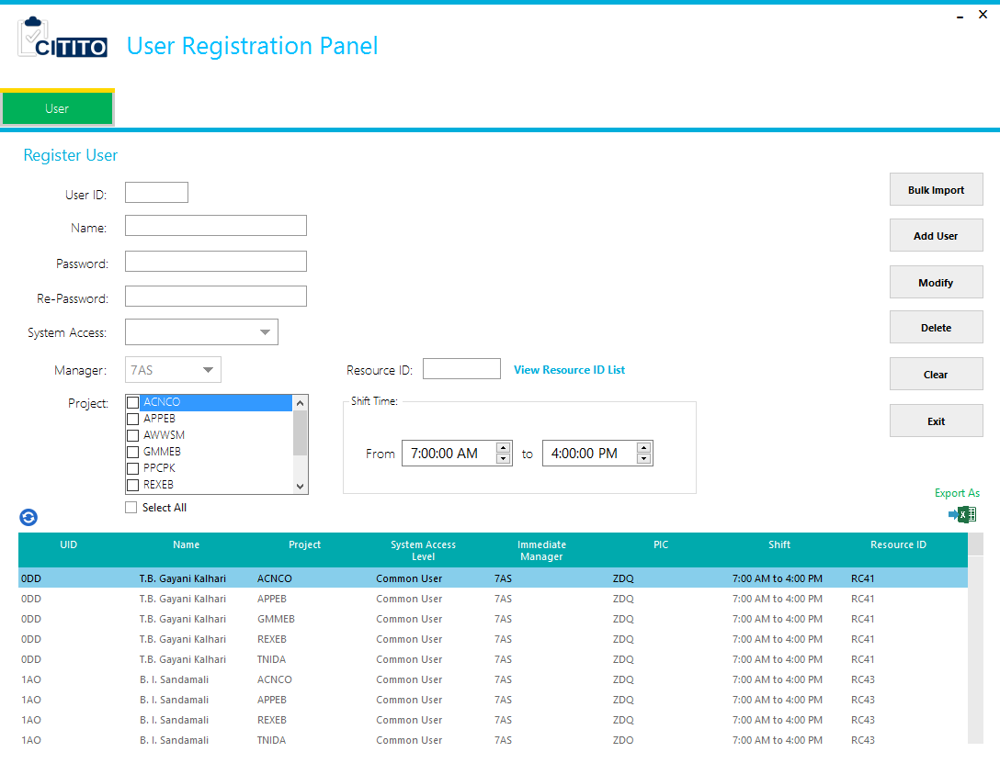 CITITO
User Registration Panel
User
Register User
User ID:
Name:
Password:
Re-Password:
System Access:
Manager: 7AS Resource ID: View Resource ID List
Project: ACNCO
APPEB
AWWSM
GMMEB
PPCPK
REXEB
Select All
Shift Time:
From 7:00:00 AM to 4:00:00 PM
Bulk Import
Add User
Modify
Delete
Clear
Exit
Export As
UID Name Project System Access Level Immediate Manager PIC Shift Resource ID
0DD T.B. Gayani Kalhari ACNCO Common User 7AS ZDQ 7:00 AM to 4:00 PM RC41
0DD T.B. Gayani Kalhari APPEB Common User 7AS ZDQ 7:00 AM to 4:00 PM RC41
0DD T.B. Gayani Kalhari GMMEB Common User 7AS ZDQ 7:00 AM to 4:00 PM RC41
0DD T.B. Gayani Kalhari REXEB Common User 7AS ZDQ 7:00 AM to 4:00 PM RC41
0DD T.B. Gayani Kalhari TNIDA Common User 7AS ZDQ 7:00 AM to 4:00 PM RC41
1AO B. I. Sandamali ACNCO Common User 7AS ZDQ 7:00 AM to 4:00 PM RC43
1AO B. I. Sandamali APPEB Common User 7AS ZDQ 7:00 AM to 4:00 PM RC43
1AO B. I. Sandamali REXEB Common User 7AS ZDQ 7:00 AM to 4:00 PM RC43
1AO B. I. Sandamali TNIDA Common User 7AS ZDO 7:00 AM to 4:00 PM RC43